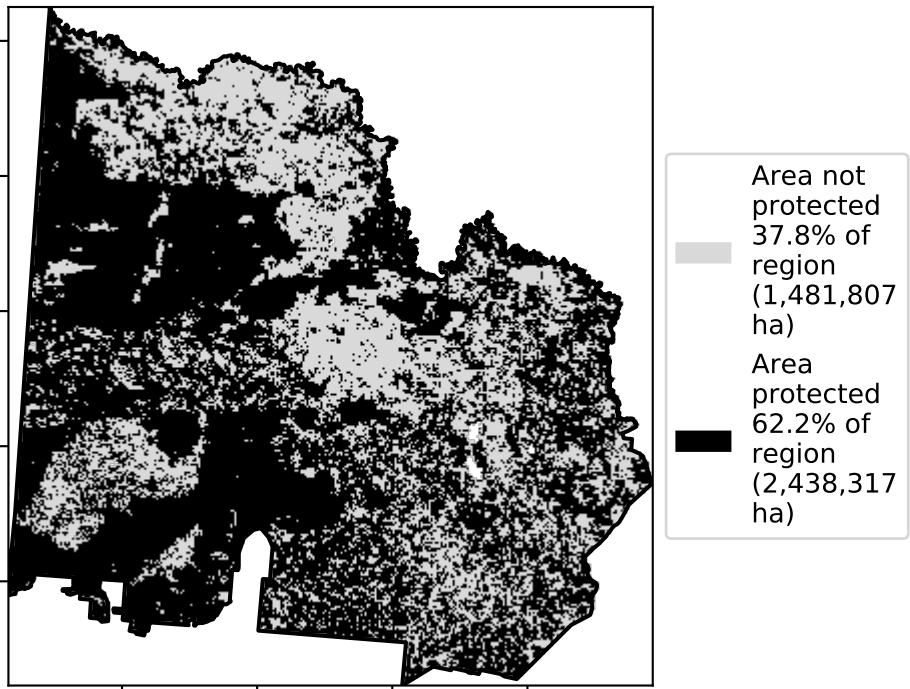 Area not
protected
37.8% of
region
(1,481,807
ha)
Area
protected
62.2% of
region
(2,438,317
ha)